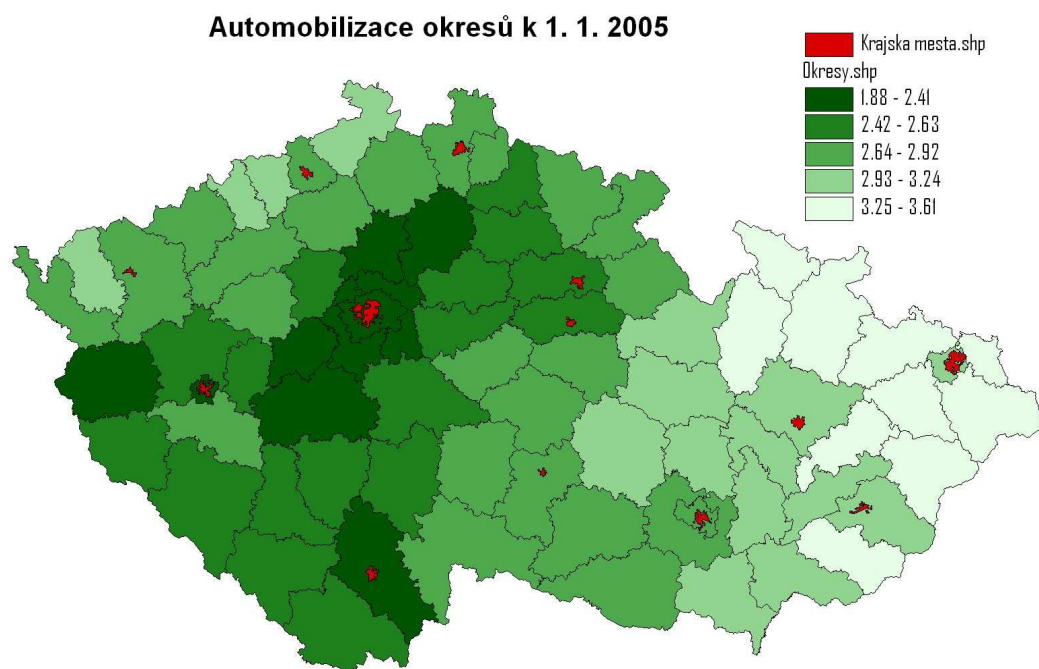 Automobilizace okresů k 1. 1. 2005
Krajska mesta.shp
Okresy.shp
1.88 - 2.41
2.42 - 2.63
2.64 - 2.92
2.93 - 3.24
3.25 - 3.61